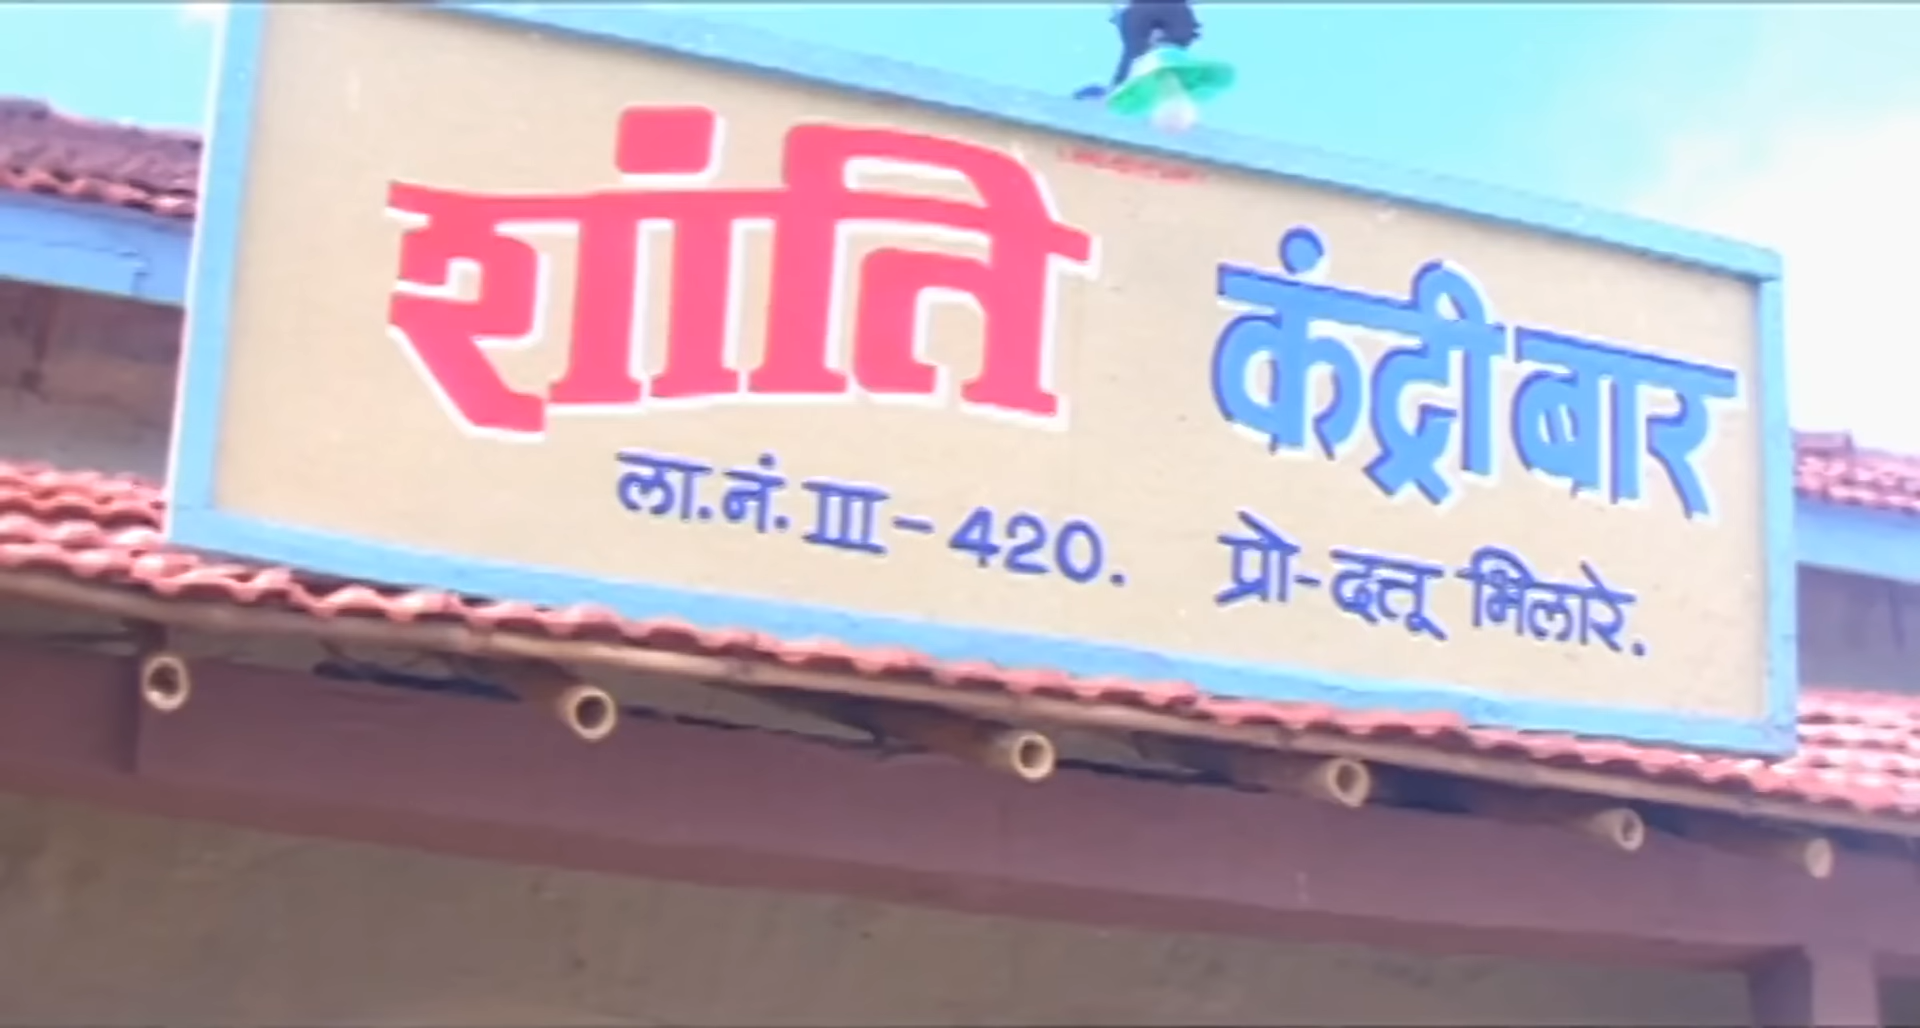 शांति कंट्री बार
ला.नं. III - 420. प्रो-दत्तू भिलारे.